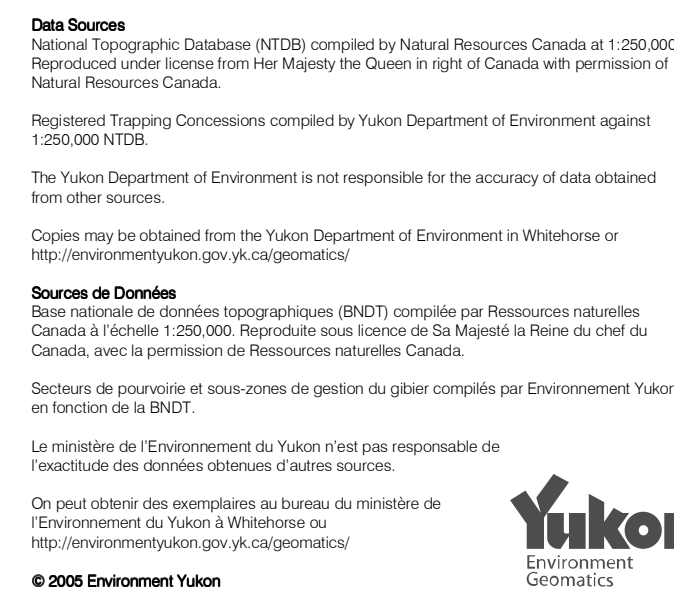 Data Sources
National Topographic Database (NTDB) compiled by Natural Resources Canada at 1:250,000
Reproduced under license from Her Majesty the Queen in right of Canada with permission of
Natural Resources Canada.
Registered Trapping Concessions compiled by Yukon Department of Environment against
1:250,000 NTDB.
The Yukon Department of Environment is not responsible for the accuracy of data obtained
from other sources.
Copies may be obtained from the Yukon Department of Environment in Whitehorse or
http://environmentyukon.gov.yk.ca/geomatics/
Sources de Données
Base nationale de données topographiques (BNDT) compilée par Ressources naturelles
Canada à l'échelle 1:250,000. Reproduite sous licence de Sa Majesté la Reine du chef du
Canada, avec la permission de Ressources naturelles Canada.
Secteurs de pourvoirie et sous-zones de gestion du gibier compilés par Environnement Yukon
en fonction de la BNDT.
Le ministère de l'Environnement du Yukon n'est pas responsable de
l'exactitude des données obtenues d'autres sources.
On peut obtenir des exemplaires au bureau du ministère de
l'Environnement du Yukon à Whitehorse ou
http://environmentyukon.gov.yk.ca/geomatics/
© 2005 Environment Yukon
Yukon
Environment
Geomatics